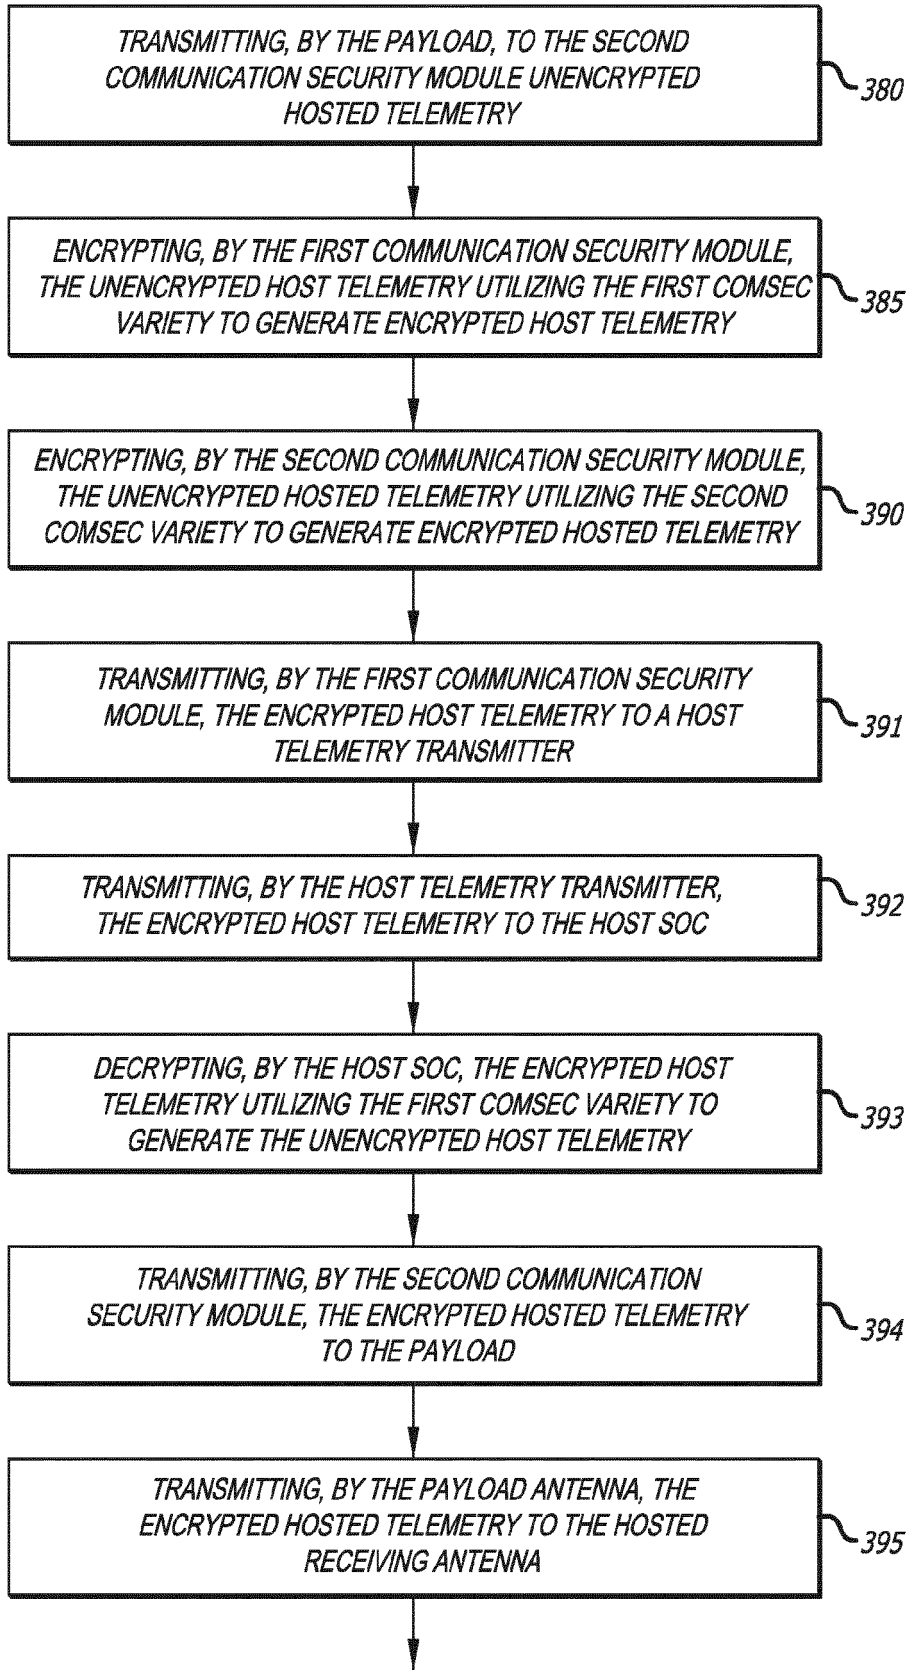 TRANSMITTING, BY THE PAYLOAD, TO THE SECOND
COMMUNICATION SECURITY MODULE UNENCRYPTED
HOSTED TELEMETRY
380
ENCRYPTING, BY THE FIRST COMMUNICATION SECURITY MODULE,
THE UNENCRYPTED HOST TELEMETRY UTILIZING THE FIRST COMSEC
VARIETY TO GENERATE ENCRYPTED HOST TELEMETRY
385
ENCRYPTING, BY THE SECOND COMMUNICATION SECURITY MODULE,
THE UNENCRYPTED HOSTED TELEMETRY UTILIZING THE SECOND
COMSEC VARIETY TO GENERATE ENCRYPTED HOSTED TELEMETRY
390
TRANSMITTING, BY THE FIRST COMMUNICATION SECURITY
MODULE, THE ENCRYPTED HOST TELEMETRY TO A HOST
TELEMETRY TRANSMITTER
391
TRANSMITTING, BY THE HOST TELEMETRY TRANSMITTER,
THE ENCRYPTED HOST TELEMETRY TO THE HOST SOC
392
DECRYPTING, BY THE HOST SOC, THE ENCRYPTED HOST
TELEMETRY UTILIZING THE FIRST COMSEC VARIETY TO
GENERATE THE UNENCRYPTED HOST TELEMETRY
393
TRANSMITTING, BY THE SECOND COMMUNICATION
SECURITY MODULE, THE ENCRYPTED HOSTED TELEMETRY
TO THE PAYLOAD
394
TRANSMITTING, BY THE PAYLOAD ANTENNA, THE
ENCRYPTED HOSTED TELEMETRY TO THE HOSTED
RECEIVING ANTENNA
395